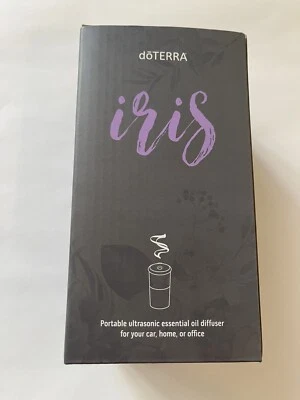 dōTERRA
iris
Portable ultrasonic essential oil diffuser
for your car, home, or office